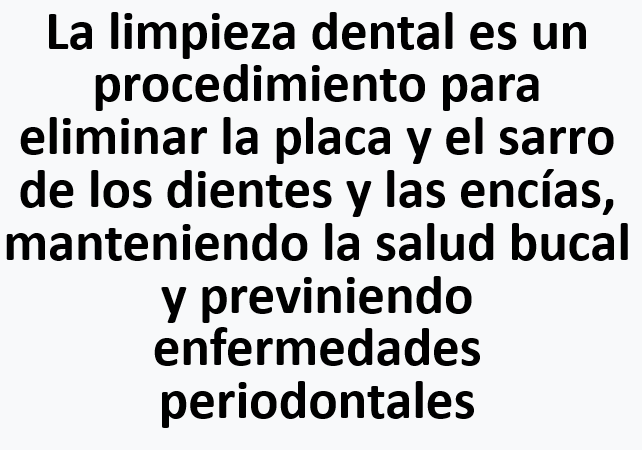 La limpieza dental es un
procedimiento para
eliminar la placa y el sarro
de los dientes y las encías,
manteniendo la salud bucal
y previniendo
enfermedades
periodontales